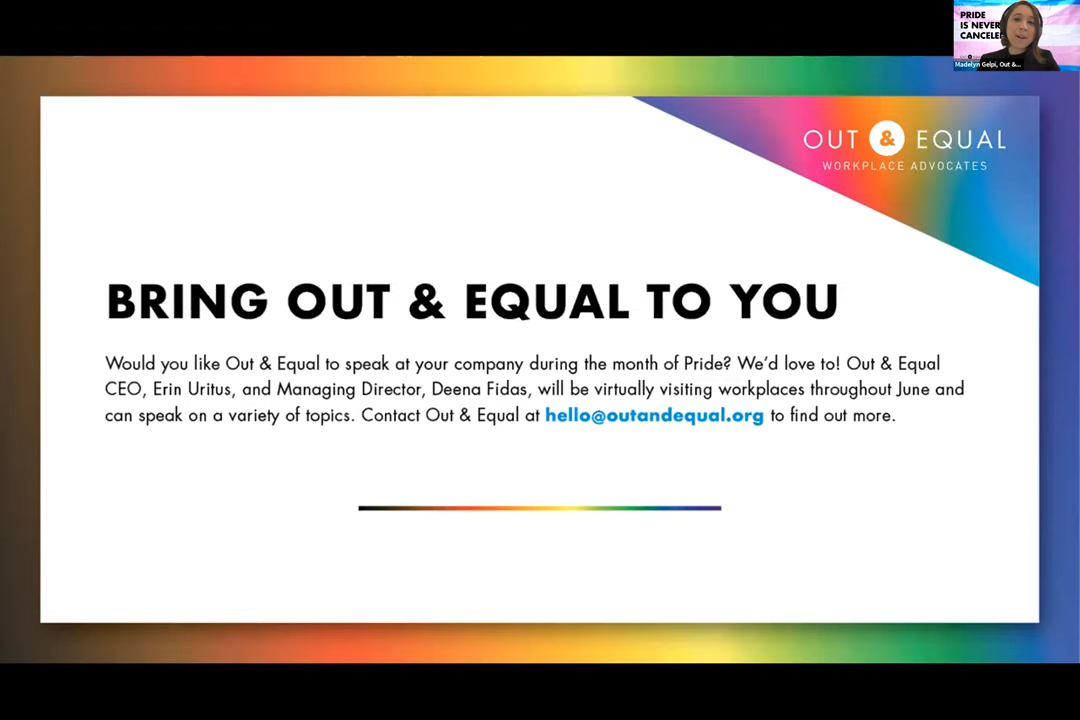 PRIDE
IS NEVER
CANCELE
Madelyn Gelpi, Out &...
OUT & EQUAL
WORKPLACE ADVOCATES
BRING OUT & EQUAL TO YOU
Would you like Out & Equal to speak at your company during the month of Pride? We’d love to! Out & Equal
CEO, Erin Uritus, and Managing Director, Deena Fidas, will be virtually visiting workplaces throughout June and
can speak on a variety of topics. Contact Out & Equal at hello@outandequal.org to find out more.